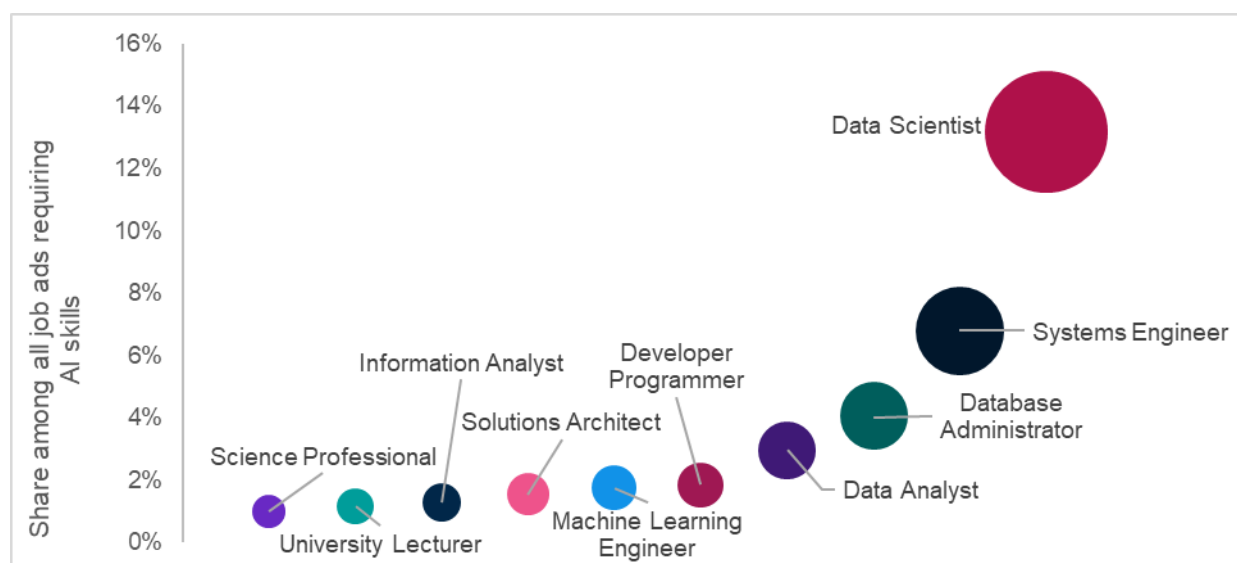 Share among all job ads requiring
AI skills
16%
14%
12%
10%
8%
6%
4%
2%
0%
Data Scientist
Systems Engineer
Developer
Programmer
Information Analyst
Solutions Architect
Database
Administrator
Science Professional
Data Analyst
Machine Learning
Engineer
University Lecturer